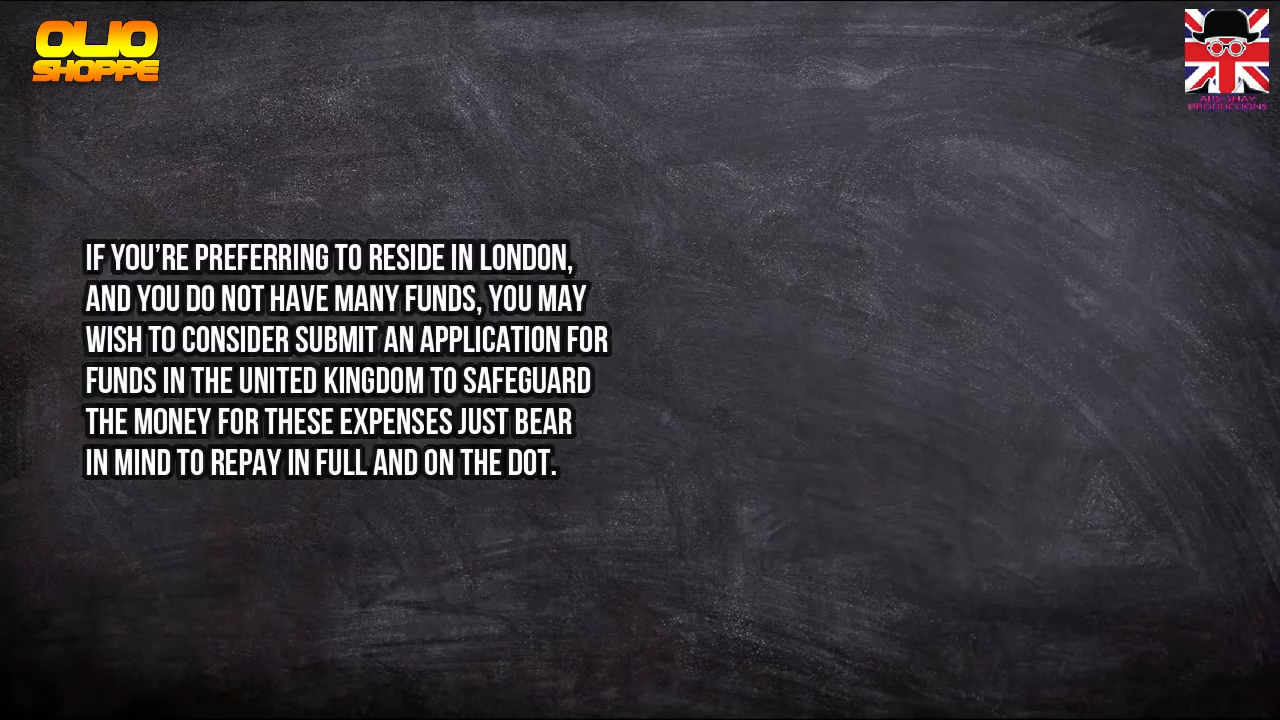 OLIO
SHOPPE
IF YOU’RE PREFERRING TO RESIDE IN LONDON,
AND YOU DO NOT HAVE MANY FUNDS, YOU MAY
WISH TO CONSIDER SUBMIT AN APPLICATION FOR
FUNDS IN THE UNITED KINGDOM TO SAFEGUARD
THE MONEY FOR THESE EXPENSES JUST BEAR
IN MIND TO REPAY IN FULL AND ON THE DOT.
PRODUCTIONS